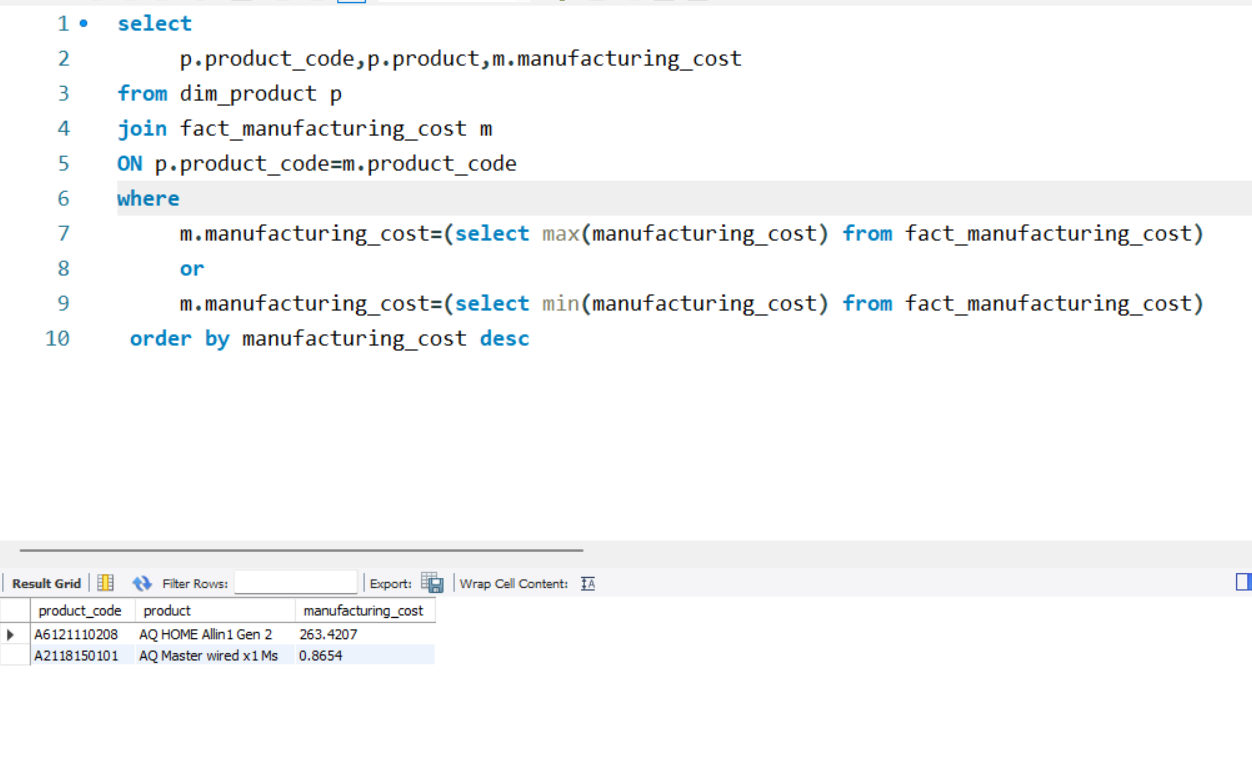 1 select
2 p.product_code,p.product,m.manufacturing_cost
3 from dim_product p
4 join fact_manufacturing_cost m
5 ON p.product_code=m.product_code
6 where
7 m.manufacturing_cost=(select max(manufacturing_cost) from fact_manufacturing_cost)
8 or
9 m.manufacturing_cost=(select min(manufacturing_cost) from fact_manufacturing_cost)
10 order by manufacturing_cost desc
Result Grid Filter Rows: Export: Wrap Cell Content: IA
product_code product manufacturing_cost
A6121110208 AQ HOME Allin1 Gen 2 263.4207
A2118150101 AQ Master wired x1 Ms 0.8654